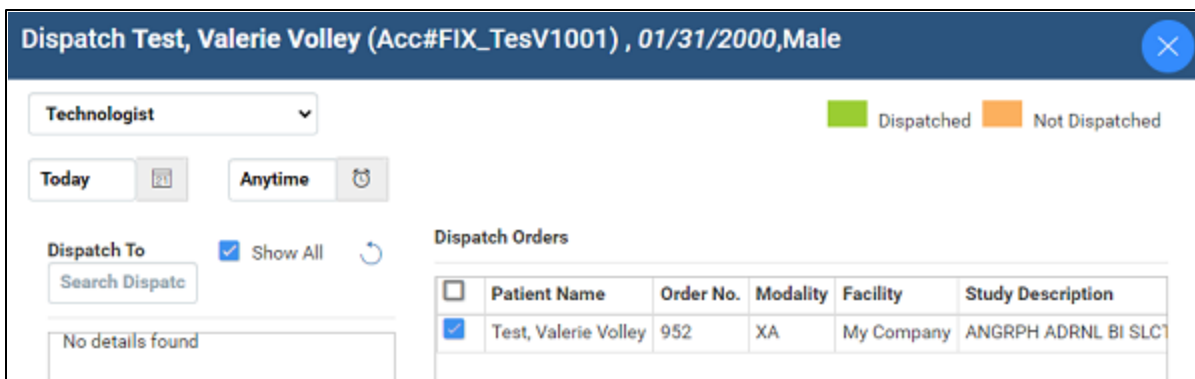 Dispatch Test, Valerie Volley (Acc#FIX_TesV1001) , 01/31/2000,Male
Technologist
Dispatched
Not Dispatched
Today
21
Anytime
Dispatch To
Show All
Search Dispatc
No details found
Dispatch Orders
Patient Name Order No. Modality Facility Study Description
Test, Valerie Volley 952 XA My Company ANGRPH ADRNL BI SLCT